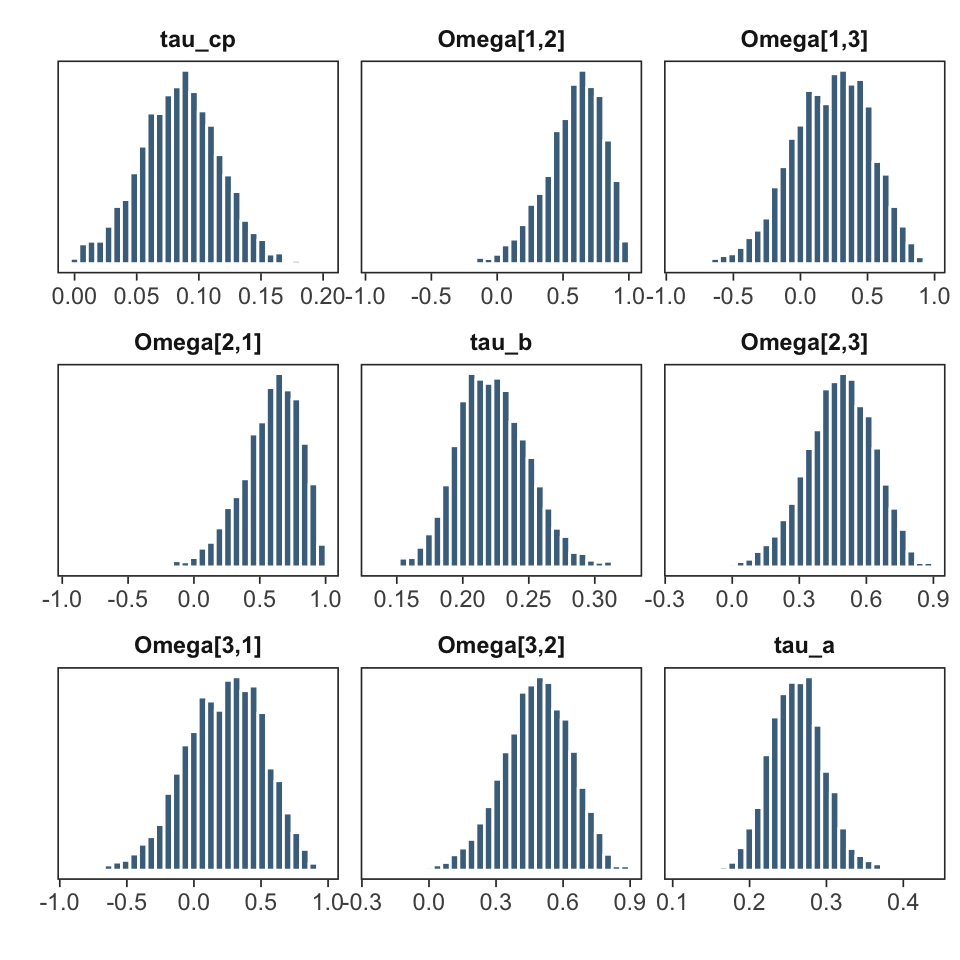 tau_cp Omega[1,2] Omega[1,3]
0.00 0.05 0.10 0.15 0.20 -1.0 -0.5 0.0 0.5 1.0 -1.0 -0.5 0.0 0.5 1.0
Omega[2,1] tau_b Omega[2,3]
-1.0 -0.5 0.0 0.5 1.0 0.15 0.20 0.25 0.30 -0.3 0.0 0.3 0.6 0.9
Omega[3,1] Omega[3,2] tau_a
-1.0 -0.5 0.0 0.5 1.0 -0.3 0.0 0.3 0.6 0.9 0.1 0.2 0.3 0.4